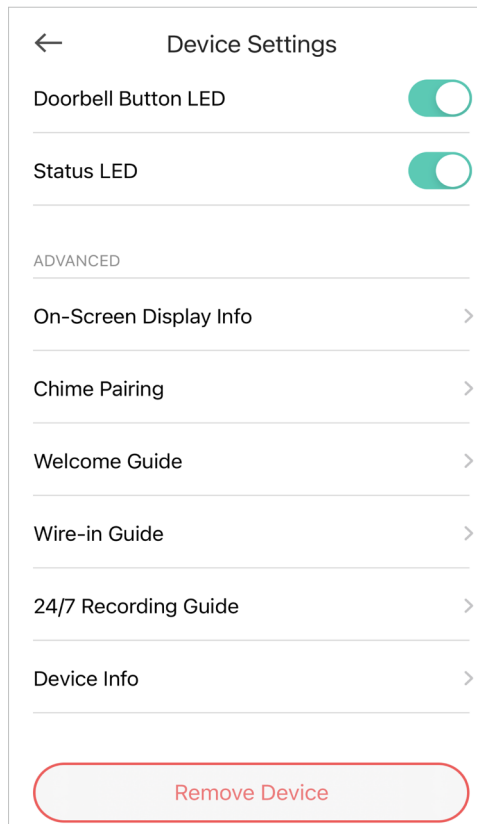 Device Settings
Doorbell Button LED
Status LED
ADVANCED
On-Screen Display Info
Chime Pairing
Welcome Guide
Wire-in Guide
24/7 Recording Guide
Device Info
Remove Device